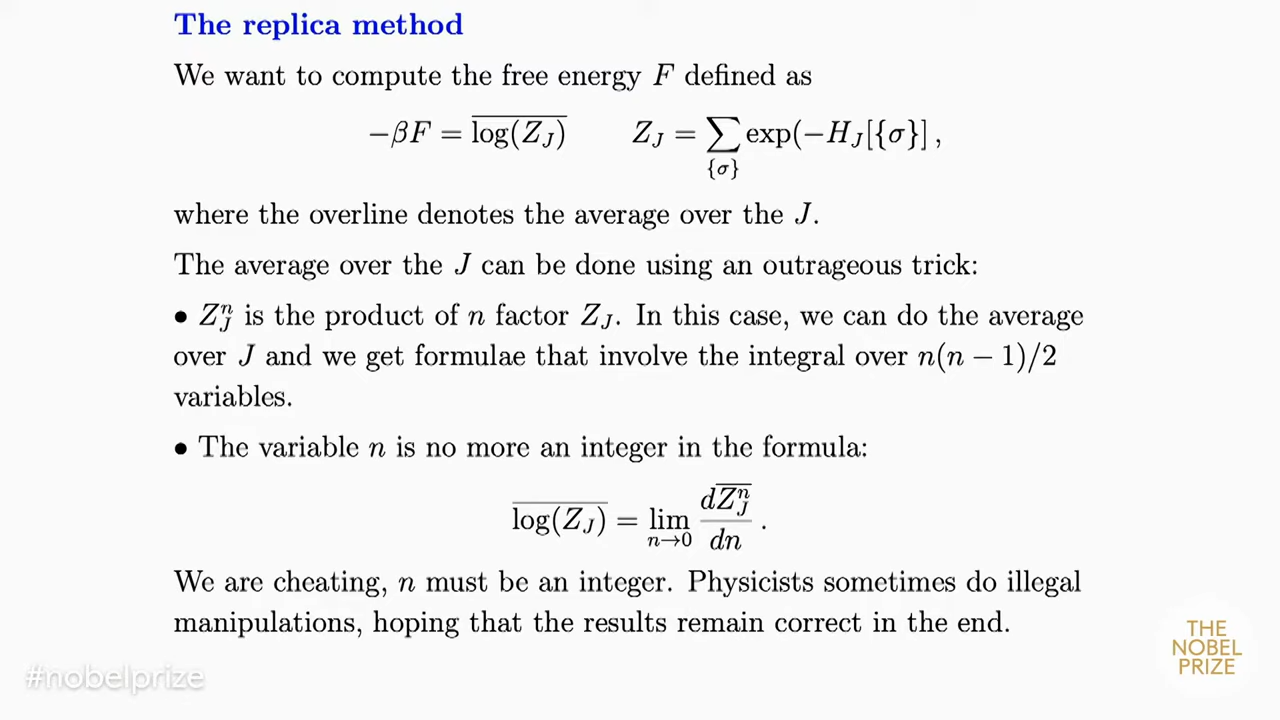 The replica method
We want to compute the free energy F defined as
−βF = \overline{log(Z_J)}    Z_J = ∑_{{σ}} exp(−H_J[{σ}] ,
where the overline denotes the average over the J.
The average over the J can be done using an outrageous trick:
• Z_J^n is the product of n factor Z_J. In this case, we can do the average
over J and we get formulae that involve the integral over n(n − 1)/2
variables.
• The variable n is no more an integer in the formula:
\overline{log(Z_J)} = lim_{n→0} \frac{d\overline{Z_J^n}}{dn} .
We are cheating, n must be an integer. Physicists sometimes do illegal
manipulations, hoping that the results remain correct in the end.
THE
NOBEL
PRIZE
#nobelprize